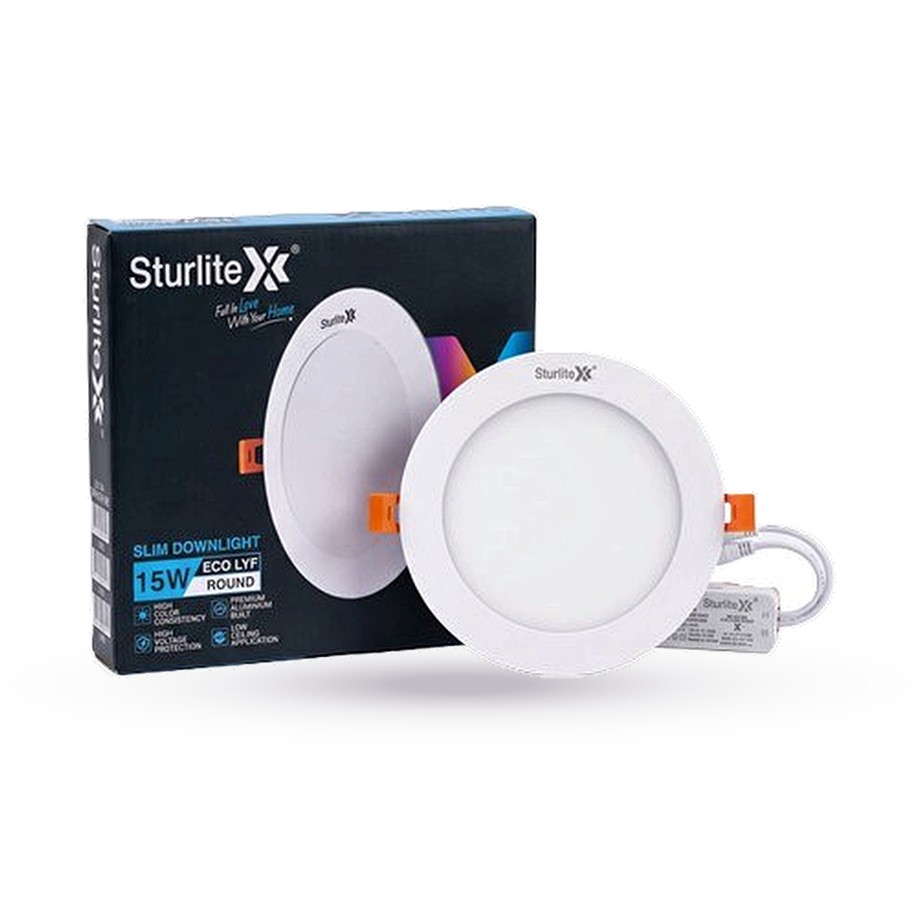 Sturlite
Fall In Love
With Your Home
Sturlite
SLIM DOWNLIGHT
15W
ECO LYF
ROUND
HIGH
COLOR
CONSISTENCY
PREMIUM
ALUMINIUM
BUILT
HIGH
VOLTAGE
PROTECTION
LOW
CEILING
APPLICATION
Sturlite
Sturlite
Sturlite